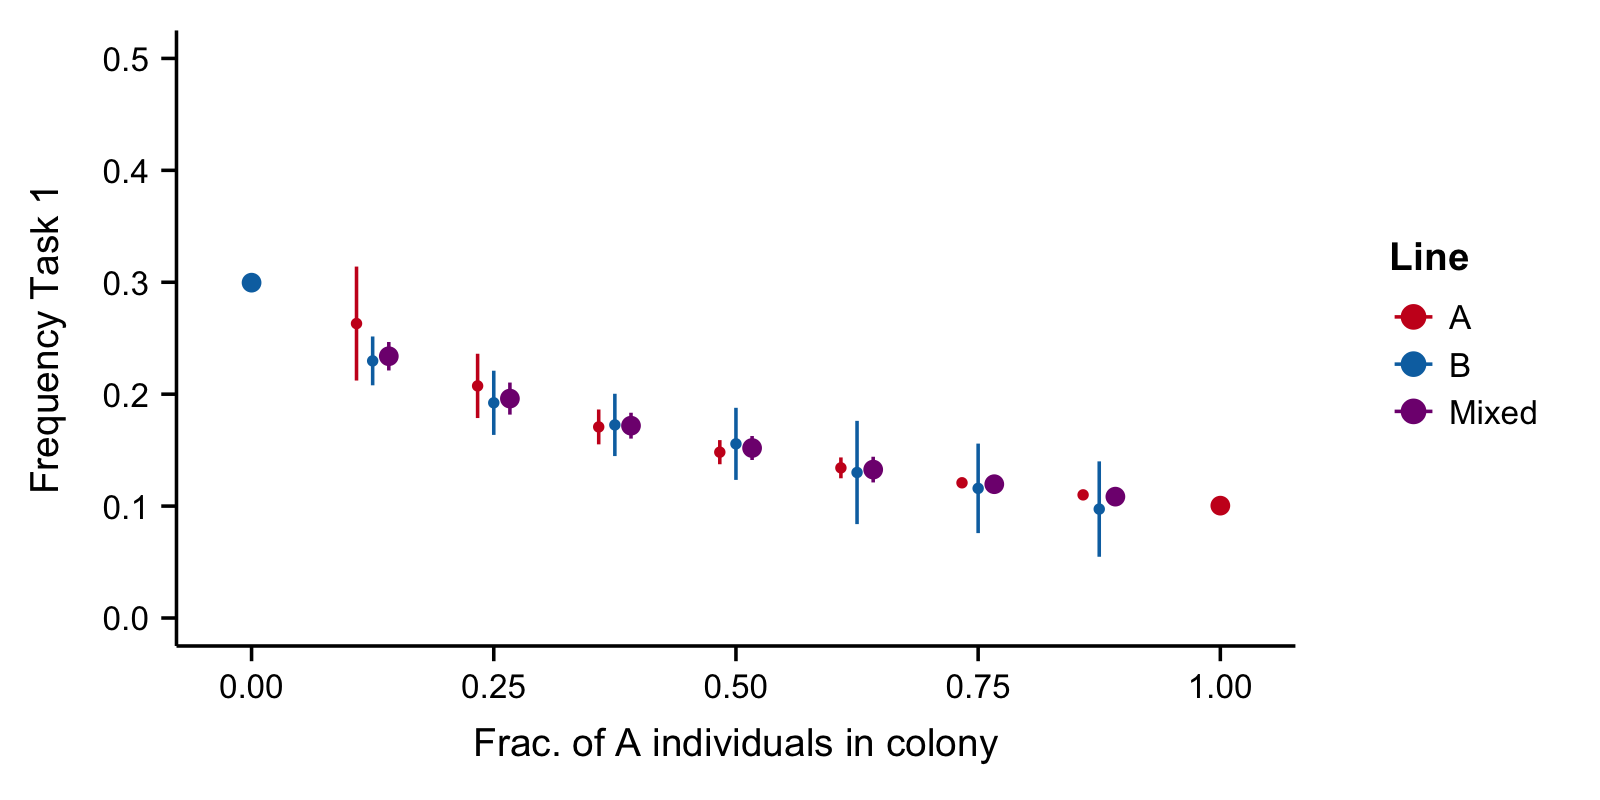 Frequency Task 1
0.5
0.4
0.3
0.2
0.1
0.0
0.00 0.25 0.50 0.75 1.00
Frac. of A individuals in colony
Line
A
B
Mixed